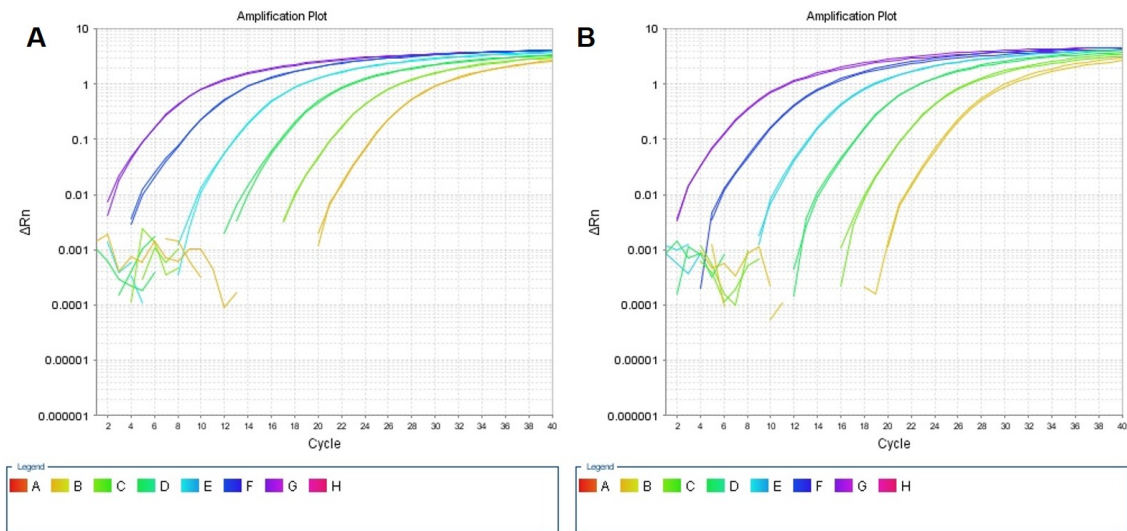 A
Amplification Plot
10
1
0.1
0.01
0.001
0.0001
0.00001
0.000001
ΔRn
2 4 6 8 10 12 14 16 18 20 22 24 26 28 30 32 34 36 38 40
Cycle
Legend
A B C D E F G H
B
Amplification Plot
10
1
0.1
0.01
0.001
0.0001
0.00001
0.000001
ΔRn
2 4 6 8 10 12 14 16 18 20 22 24 26 28 30 32 34 36 38 40
Cycle
Legend
A B C D E F G H